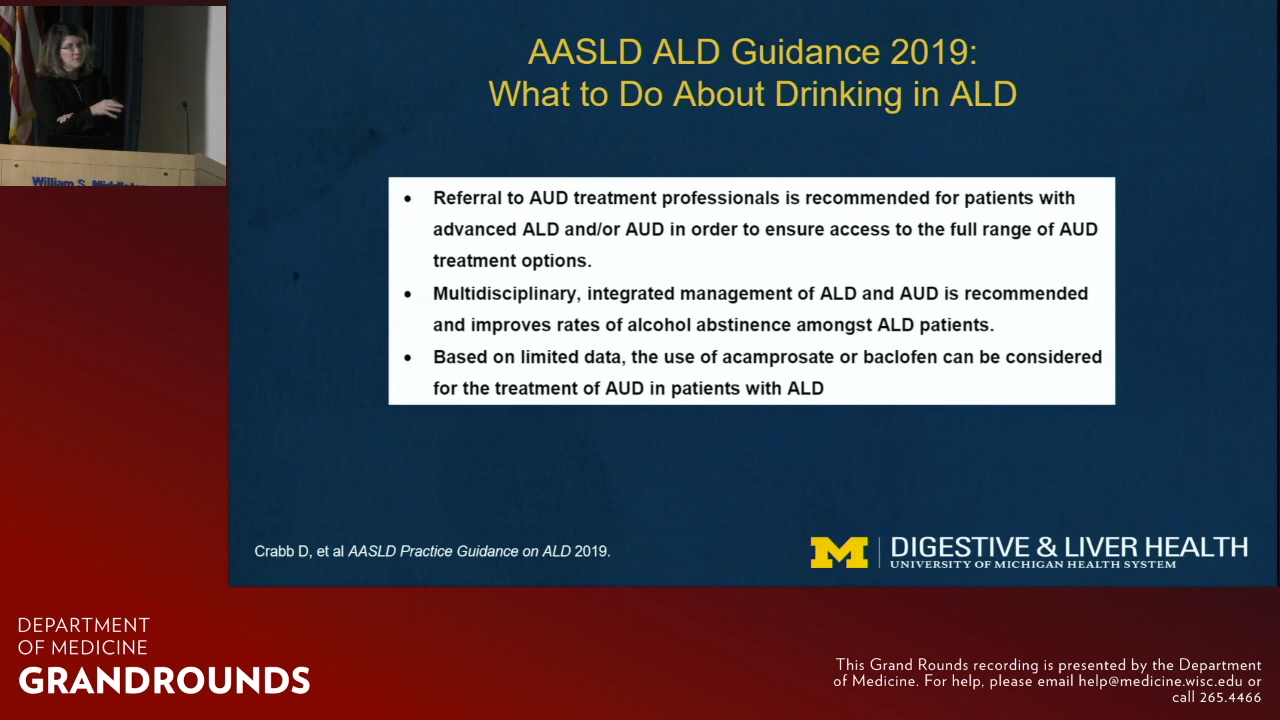 AASLD ALD Guidance 2019:
What to Do About Drinking in ALD
• Referral to AUD treatment professionals is recommended for patients with
advanced ALD and/or AUD in order to ensure access to the full range of AUD
treatment options.
• Multidisciplinary, integrated management of ALD and AUD is recommended
and improves rates of alcohol abstinence amongst ALD patients.
• Based on limited data, the use of acamprosate or baclofen can be considered
for the treatment of AUD in patients with ALD
Crabb D, et al AASLD Practice Guidance on ALD 2019.
M
DIGESTIVE & LIVER HEALTH
UNIVERSITY OF MICHIGAN HEALTH SYSTEM
William S.
DEPARTMENT
OF MEDICINE
GRANDROUNDS
This Grand Rounds recording is presented by the Department
of Medicine. For help, please email help@medicine.wisc.edu or
call 265.4466